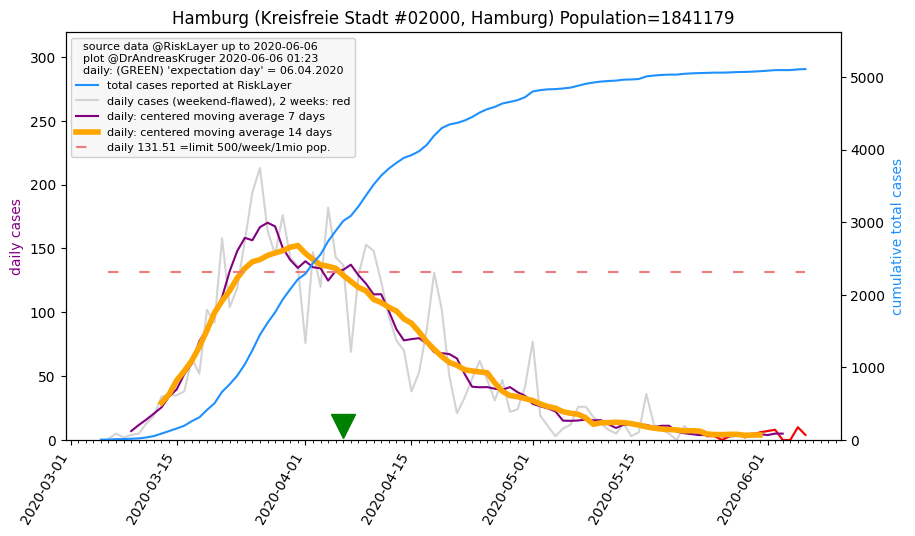 Hamburg (Kreisfreie Stadt #02000, Hamburg) Population=1841179
source data @RiskLayer up to 2020-06-06
plot @DrAndreasKruger 2020-06-06 01:23
daily: (GREEN) 'expectation day' = 06.04.2020
total cases reported at RiskLayer
daily cases (weekend-flawed), 2 weeks: red
daily: centered moving average 7 days
daily: centered moving average 14 days
daily 131.51 =limit 500/week/1mio pop.
daily cases
300
250
200
150
100
50
0
cumulative total cases
5000
4000
3000
2000
1000
0
2020-03-01
2020-03-15
2020-04-01
2020-04-15
2020-05-01
2020-05-15
2020-06-01